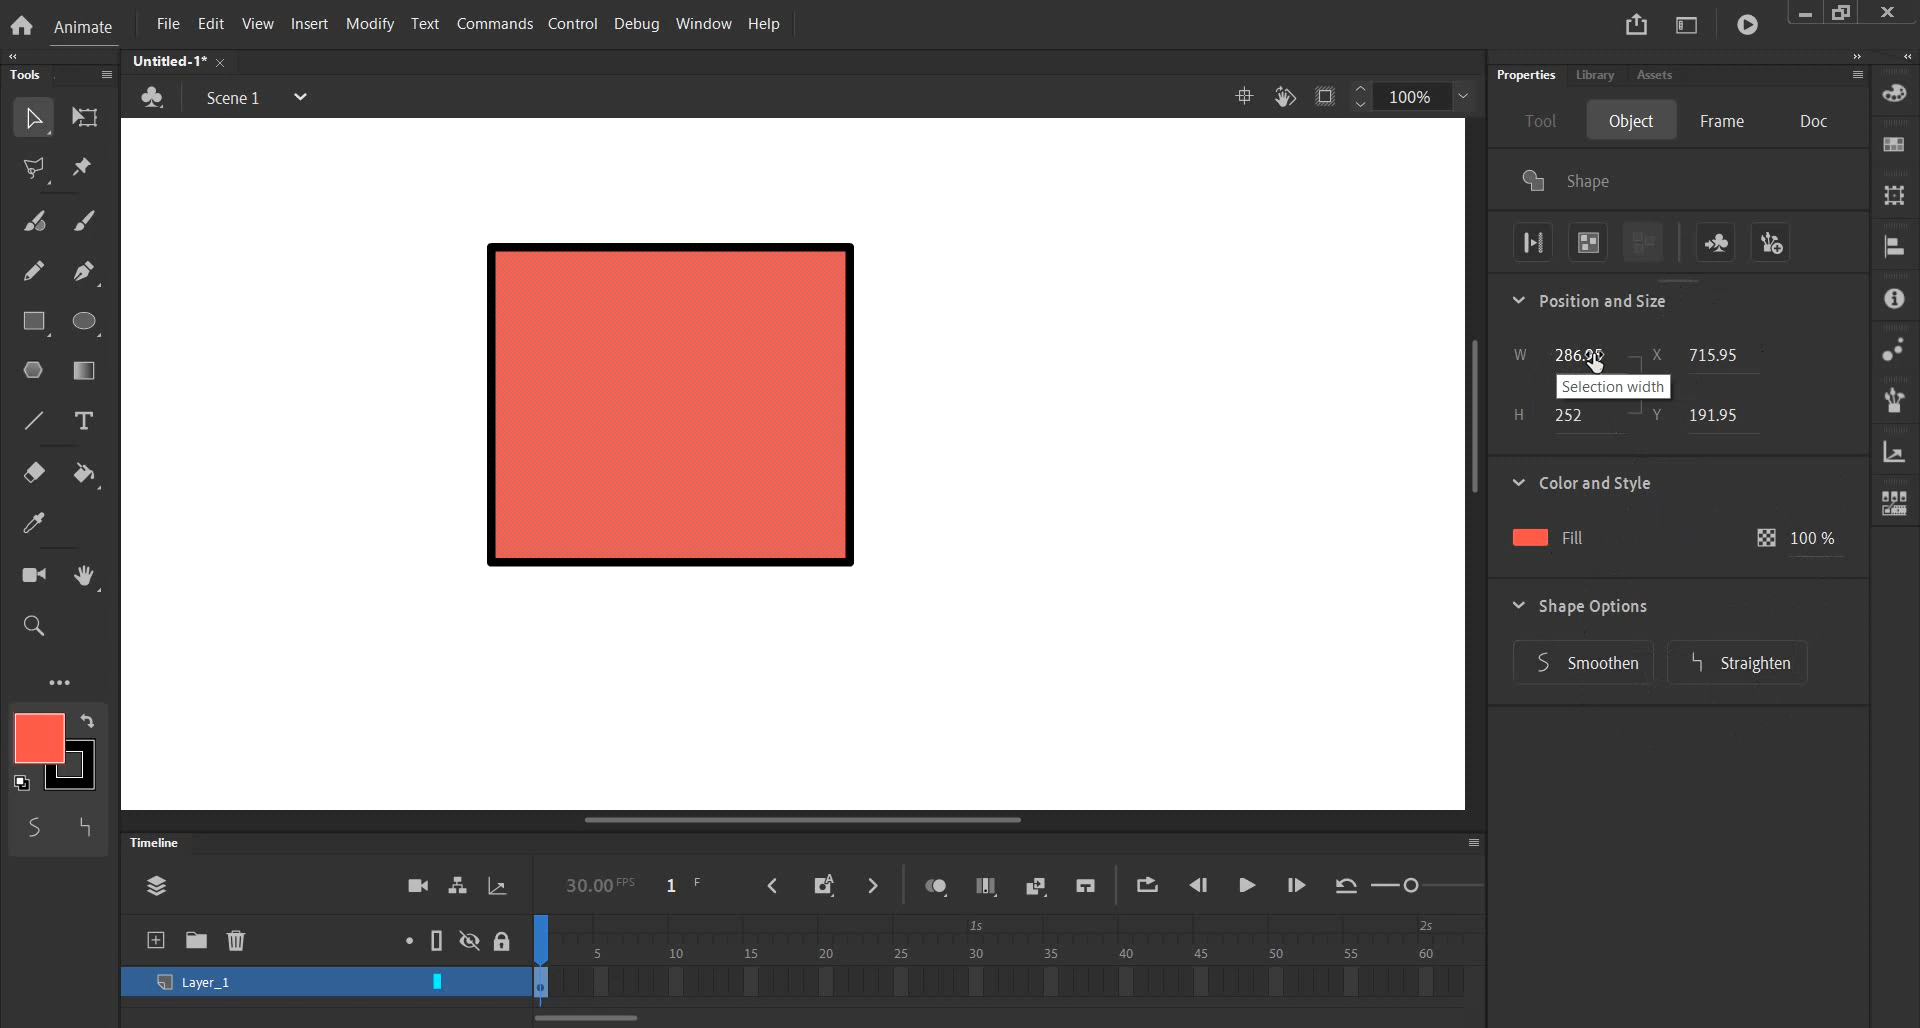 Animate File Edit View Insert Modify Text Commands Control Debug Window Help
Tools
Untitled-1*
Scene 1
100%
Properties Library Assets
Tool Object Frame Doc
Shape
Position and Size
W X 715.95
Selection width
H 252 Y 191.95
Color and Style
Fill 100 %
Shape Options
Smoothen Straighten
T
Timeline
30.00 FPS 1 F
1s 2s
5 10 15 20 25 30 35 40 45 50 55 60
Layer_1